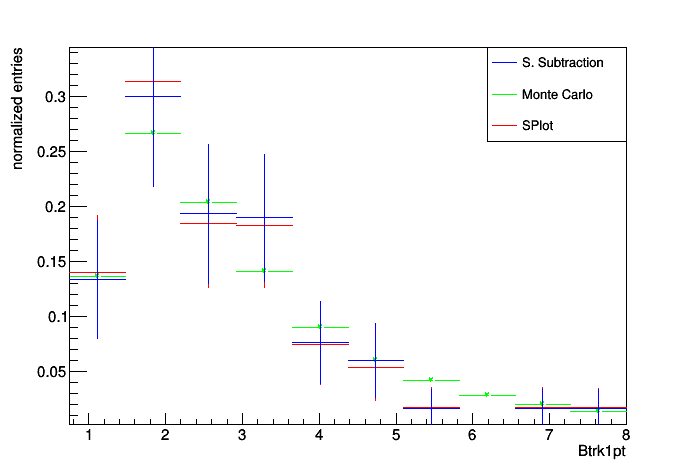 normalized entries
0.3
0.25
0.2
0.15
0.1
0.05
S. Subtraction
Monte Carlo
SPlot
1 2 3 4 5 6 7 8
Btrk1pt